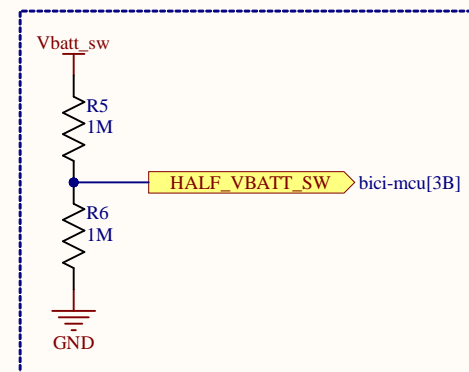 Vbatt_sw
R5
1M
HALF_VBATT_SW bici-mcu[3B]
R6
1M
GND